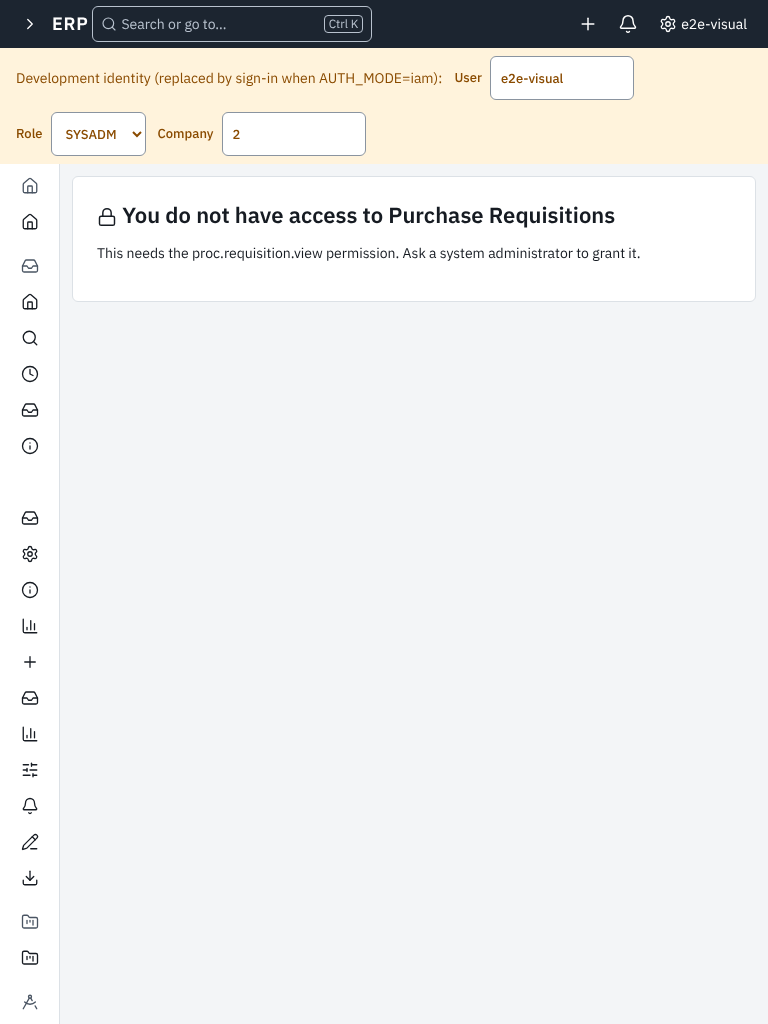 ERP
Search or go to...
Ctrl K
e2e-visual
Development identity (replaced by sign-in when AUTH_MODE=iam):
User
e2e-visual
Role
SYSADM
Company
2
You do not have access to Purchase Requisitions
This needs the proc.requisition.view permission. Ask a system administrator to grant it.